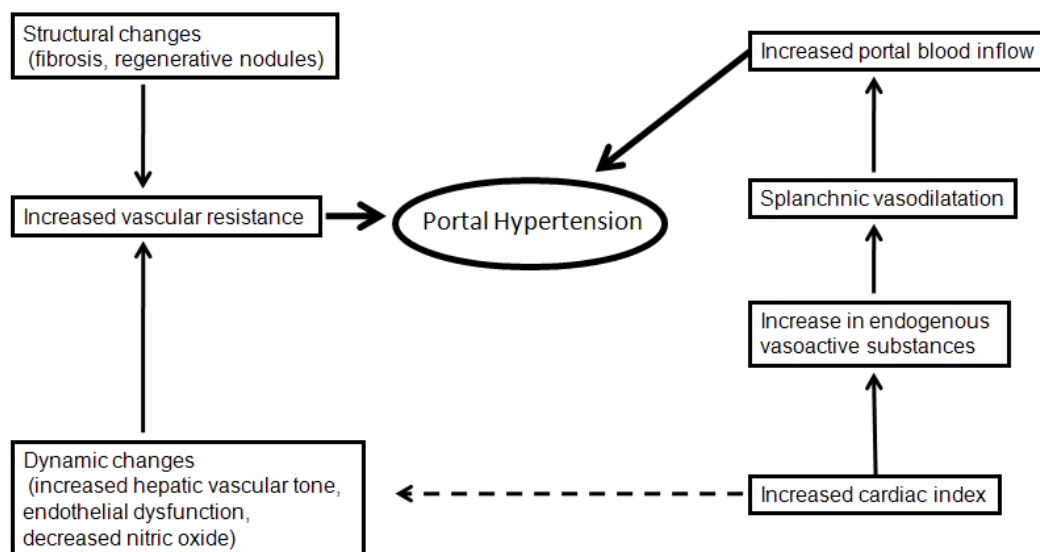 Structural changes
(fibrosis, regenerative nodules)
Increased portal blood inflow
Increased vascular resistance
Portal Hypertension
Splanchnic vasodilatation
Increase in endogenous
vasoactive substances
Dynamic changes
(increased hepatic vascular tone,
endothelial dysfunction,
decreased nitric oxide)
Increased cardiac index